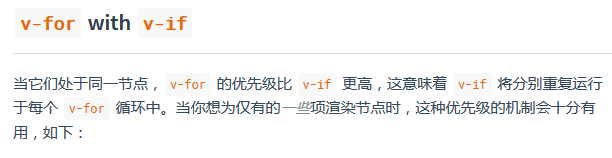 v-for with v-if
当它们处于同一节点，v-for 的优先级比 v-if 更高，这意味着 v-if 将分别重复运行
于每个 v-for 循环中。当你想为仅有的一些项渲染节点时，这种优先级的机制会十分有
用，如下：